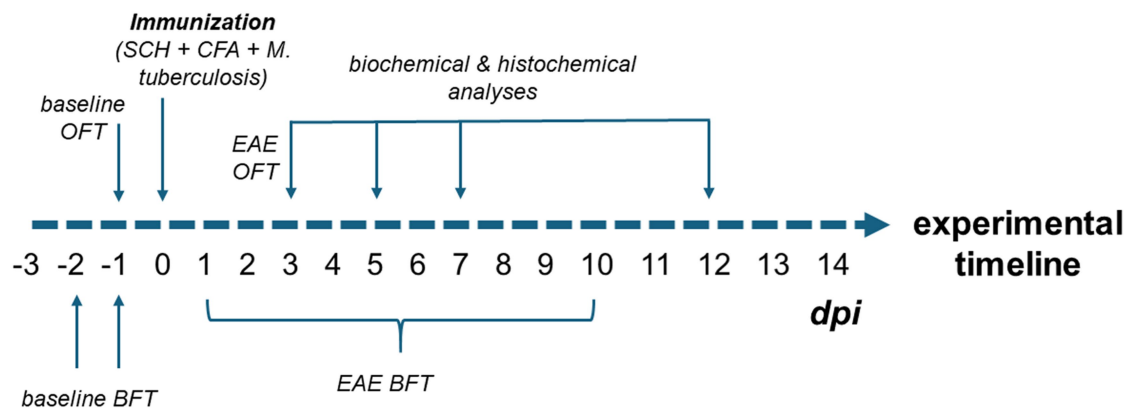 Immunization
(SCH + CFA + M.
tuberculosis)
biochemical & histochemical
analyses
baseline
OFT
EAE
OFT
experimental
timeline
-3 -2 -1 0 1 2 3 4 5 6 7 8 9 10 11 12 13 14
dpi
baseline BFT
EAE BFT